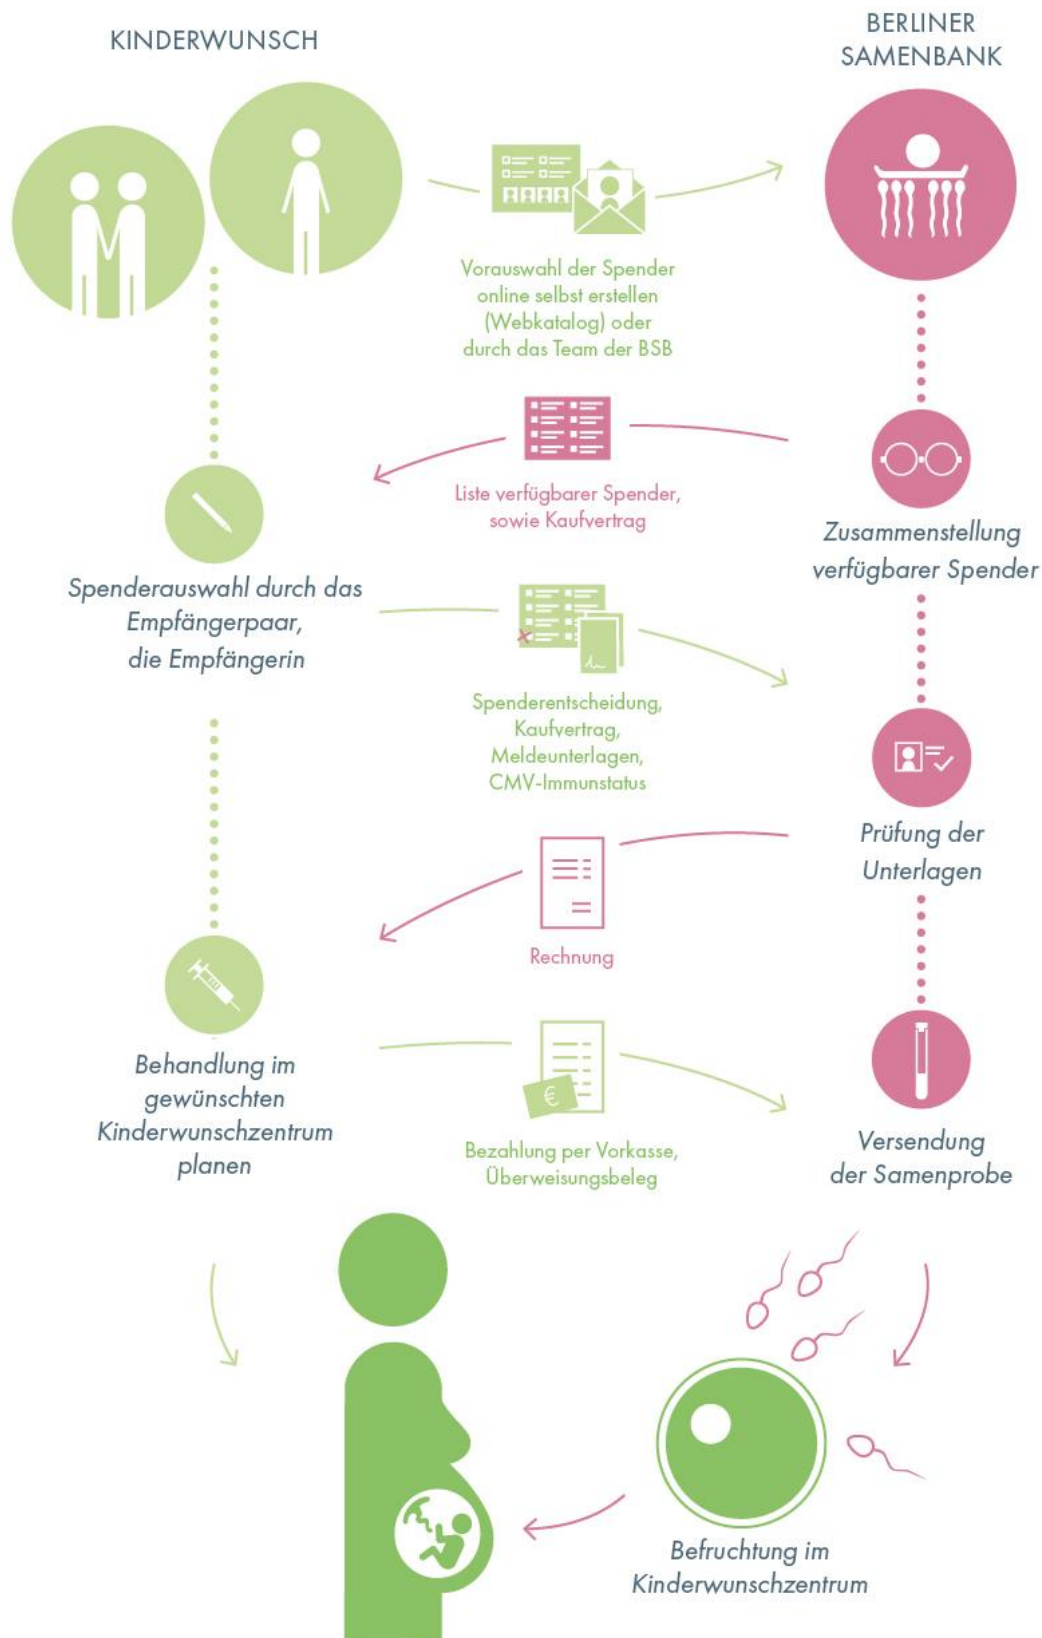 KINDERWUNSCH
BERLINER
SAMENBANK
Vorauswahl der Spender
online selbst erstellen
(Webkatalog) oder
durch das Team der BSB
Liste verfügbarer Spender,
sowie Kaufvertrag
Zusammenstellung
verfügbarer Spender
Spenderauswahl durch das
Empfängerpaar,
die Empfängerin
Spenderentscheidung,
Kaufvertrag,
Meldeunterlagen,
CMV-Immunstatus
Prüfung der
Unterlagen
Rechnung
Behandlung im
gewünschten
Kinderwunschzentrum
planen
€
Bezahlung per Vorkasse,
Überweisungsbeleg
Versendung
der Samenprobe
Befruchtung im
Kinderwunschzentrum